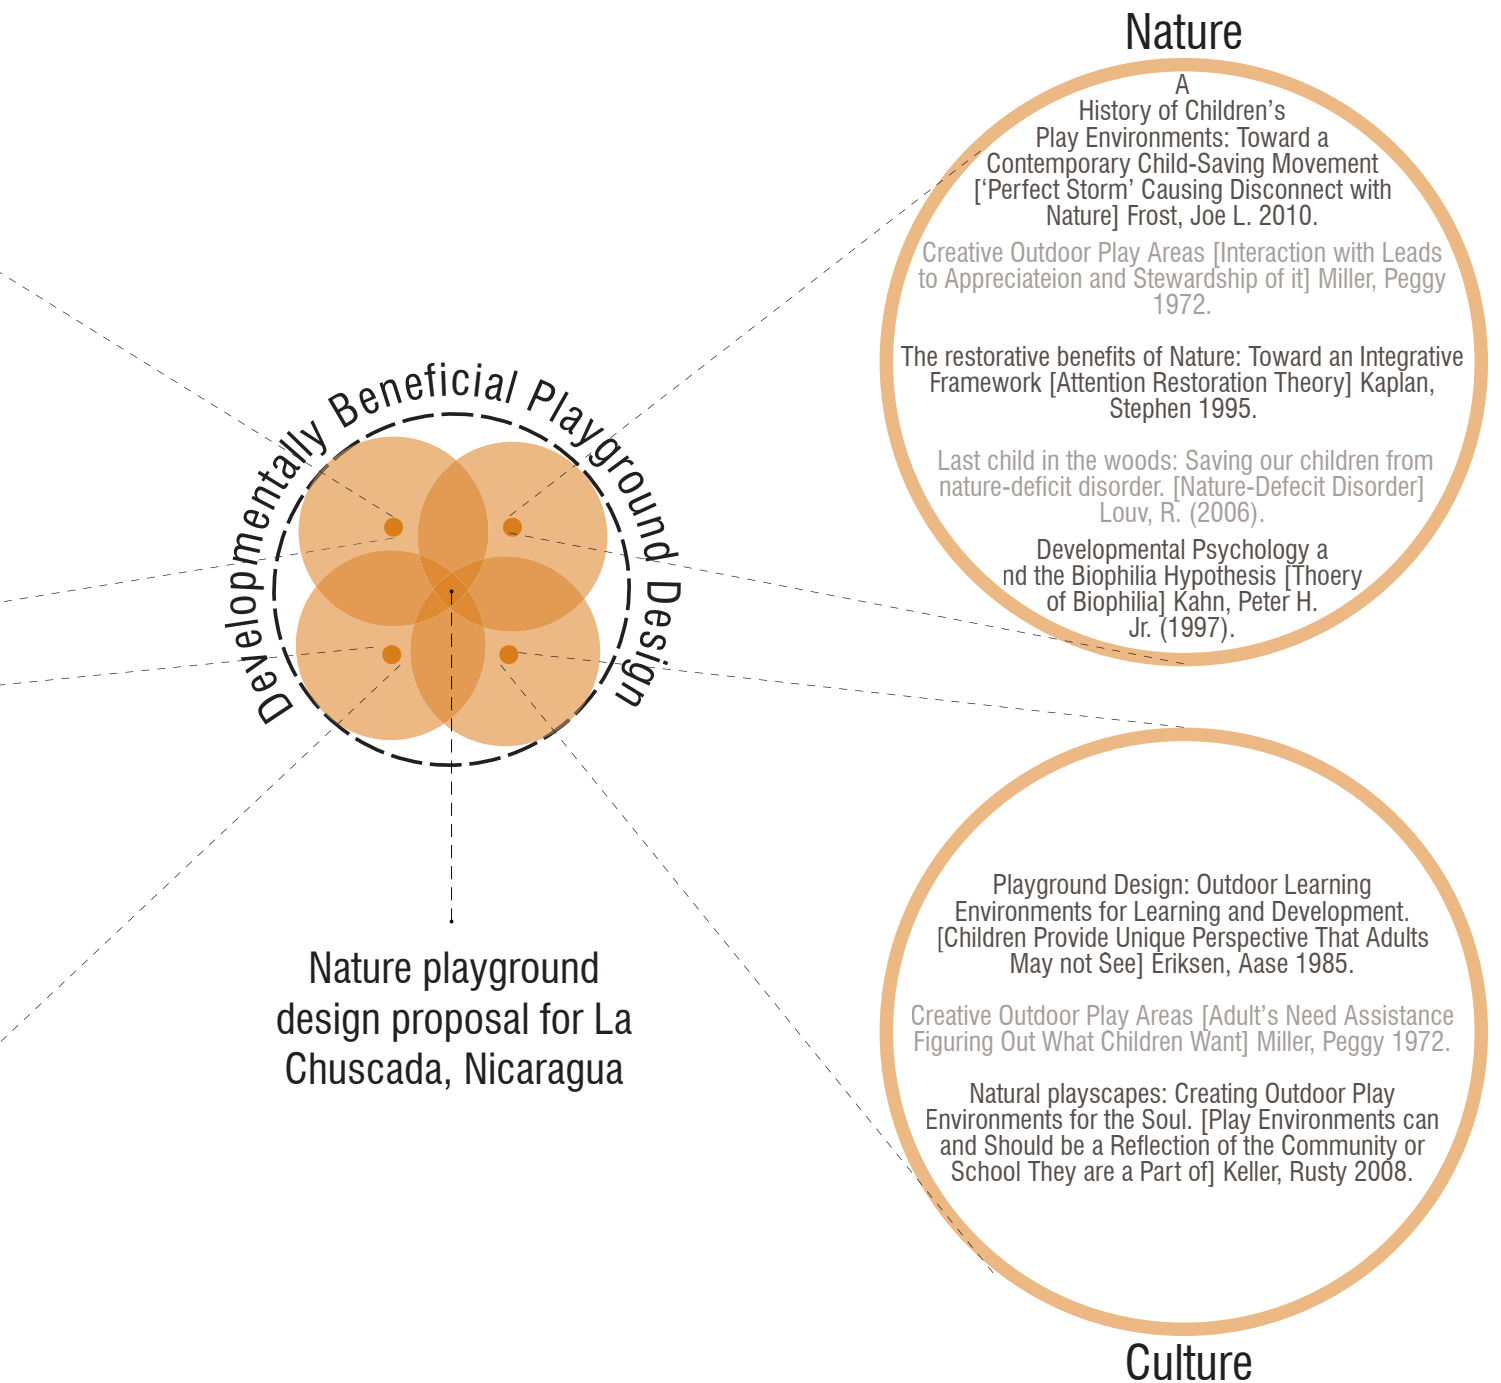 Nature
A
History of Children’s
Play Environments: Toward a
Contemporary Child-Saving Movement
[‘Perfect Storm’ Causing Disconnect with
Nature] Frost, Joe L. 2010.
Creative Outdoor Play Areas [Interaction with Leads
to Appreciateion and Stewardship of it] Miller, Peggy
1972.
The restorative benefits of Nature: Toward an Integrative
Framework [Attention Restoration Theory] Kaplan,
Stephen 1995.
Last child in the woods: Saving our children from
nature-deficit disorder. [Nature-Defecit Disorder]
Louv, R. (2006).
Developmental Psychology a
nd the Biophilia Hypothesis [Thoery
of Biophilia] Kahn, Peter H.
Jr. (1997).
Developmentally Beneficial Playground Design
Nature playground
design proposal for La
Chuscada, Nicaragua
Playground Design: Outdoor Learning
Environments for Learning and Development.
[Children Provide Unique Perspective That Adults
May not See] Eriksen, Aase 1985.
Creative Outdoor Play Areas [Adult’s Need Assistance
Figuring Out What Children Want] Miller, Peggy 1972.
Natural playscapes: Creating Outdoor Play
Environments for the Soul. [Play Environments can
and Should be a Reflection of the Community or
School They are a Part of] Keller, Rusty 2008.
Culture